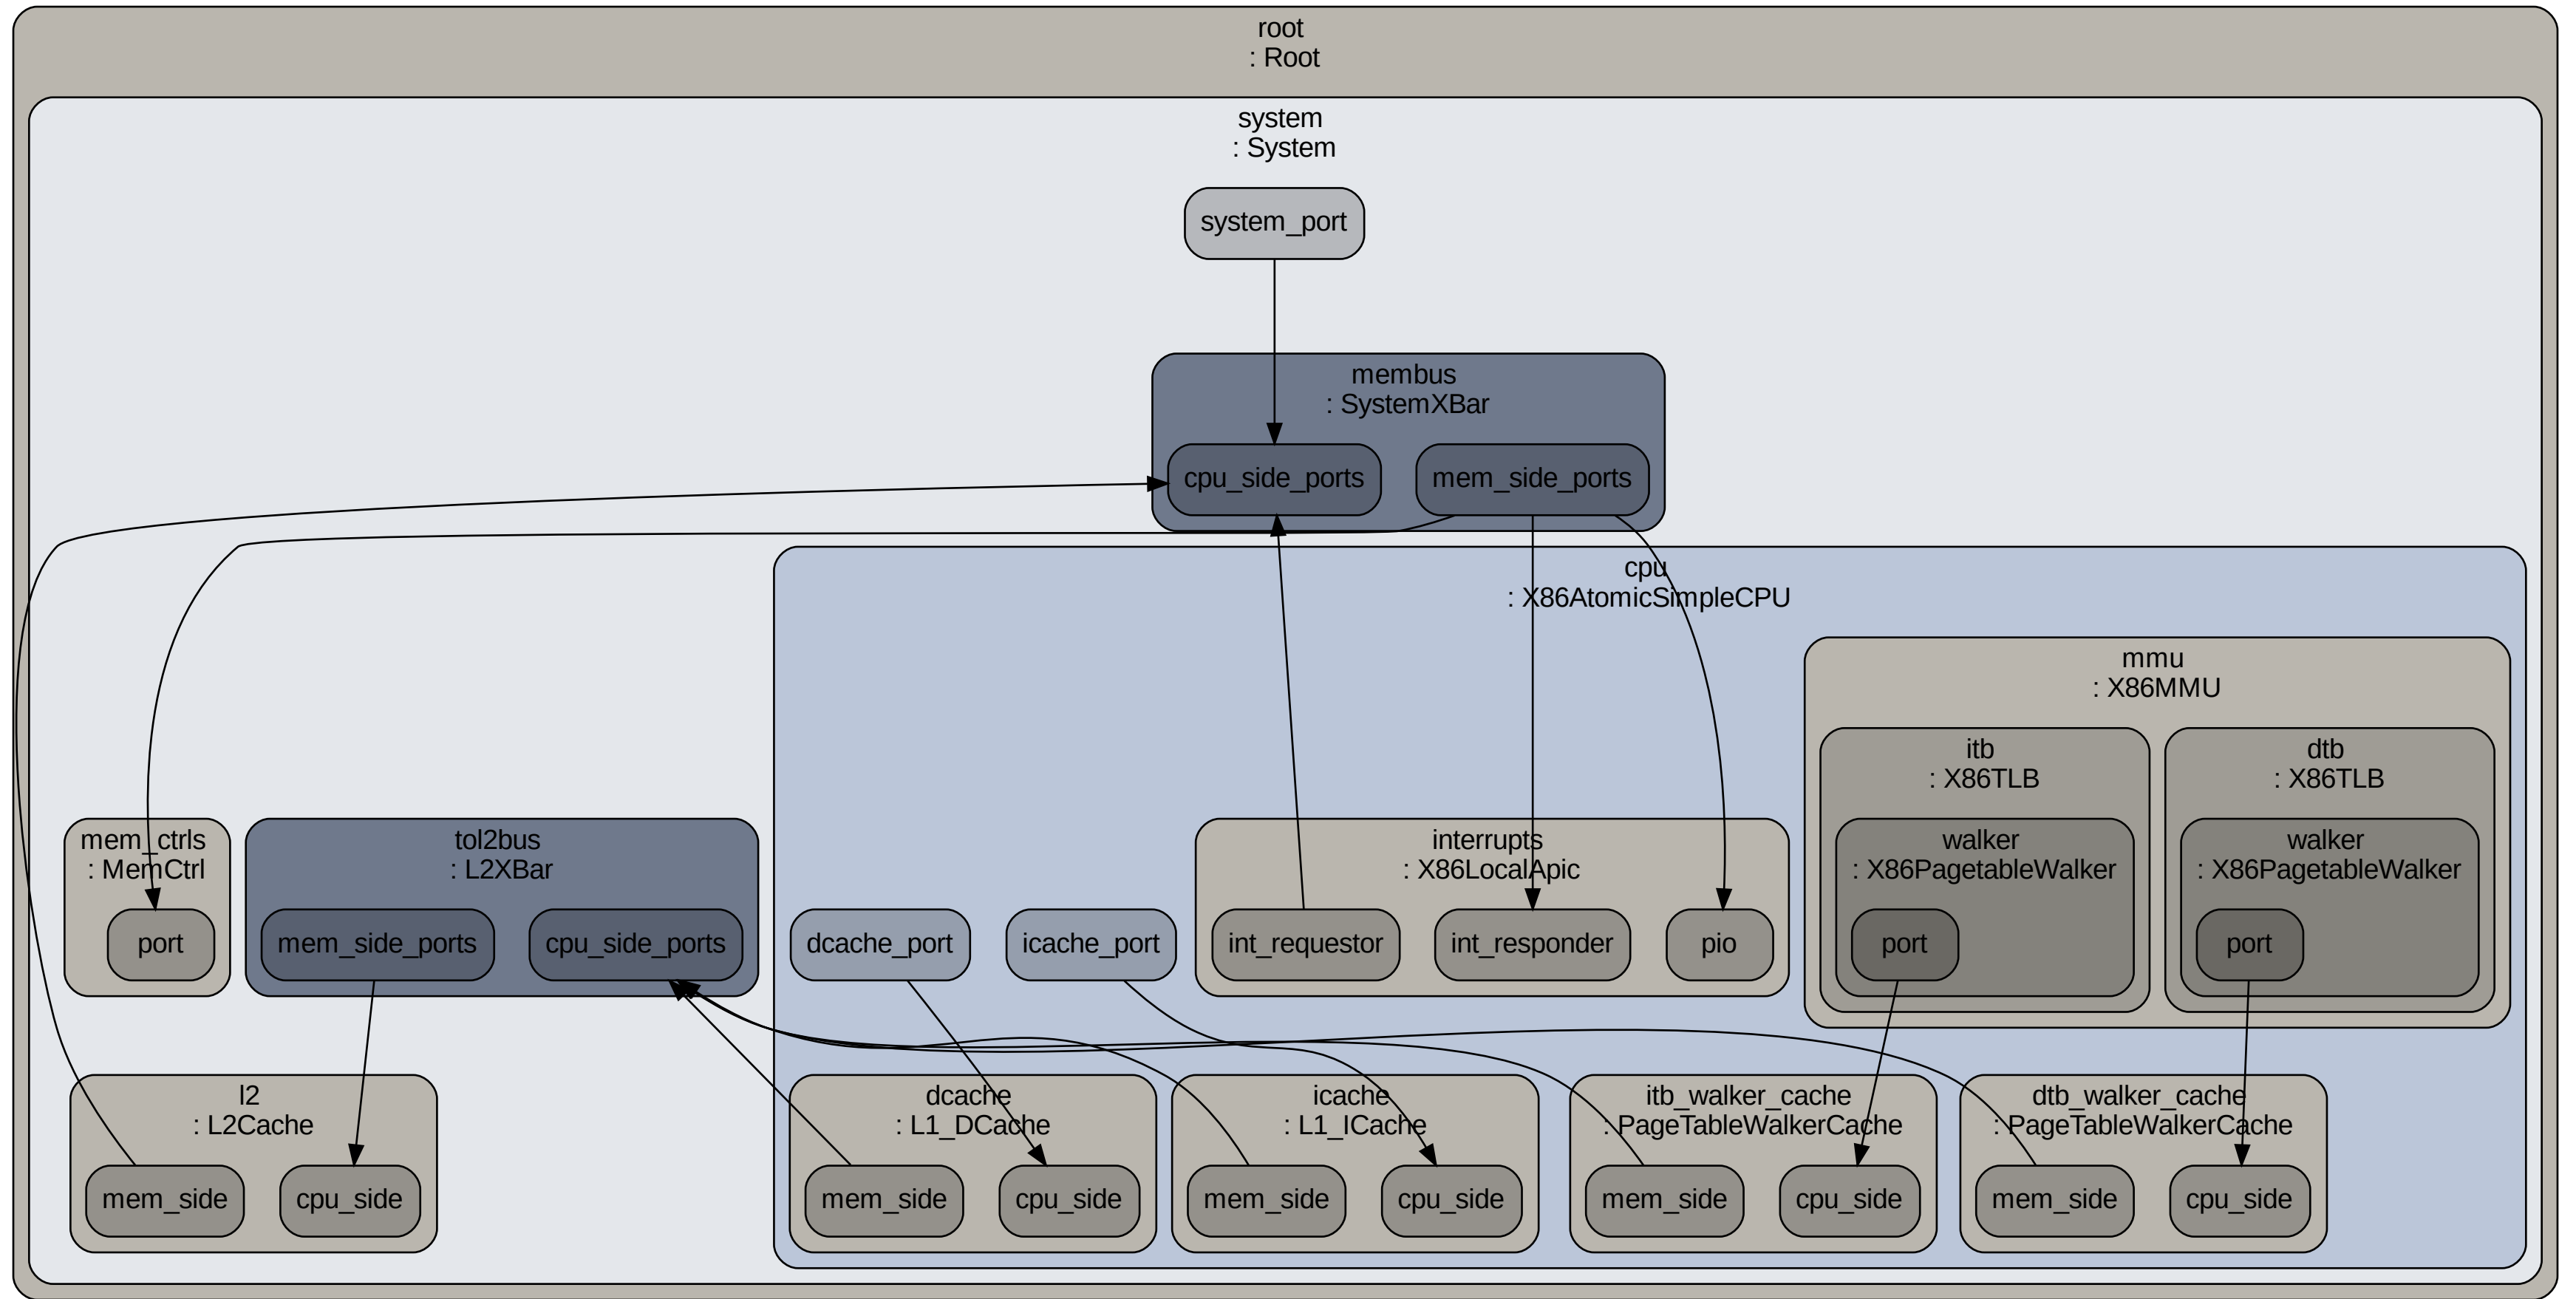 root
: Root
system
: System
system_port
membus
: SystemXBar
cpu_side_ports
mem_side_ports
cpu
: X86AtomicSimpleCPU
mmu
: X86MMU
itb
: X86TLB
dtb
: X86TLB
mem_ctrls
: MemCtrl
port
tol2bus
: L2XBar
mem_side_ports
cpu_side_ports
dcache_port
icache_port
interrupts
: X86LocalApic
int_requestor
int_responder
pio
walker
: X86PagetableWalker
port
walker
: X86PagetableWalker
port
l2
: L2Cache
mem_side
cpu_side
dcache
: L1_DCache
mem_side
cpu_side
icache
: L1_ICache
mem_side
cpu_side
itb_walker_cache
: PageTableWalkerCache
mem_side
cpu_side
dtb_walker_cache
: PageTableWalkerCache
mem_side
cpu_side